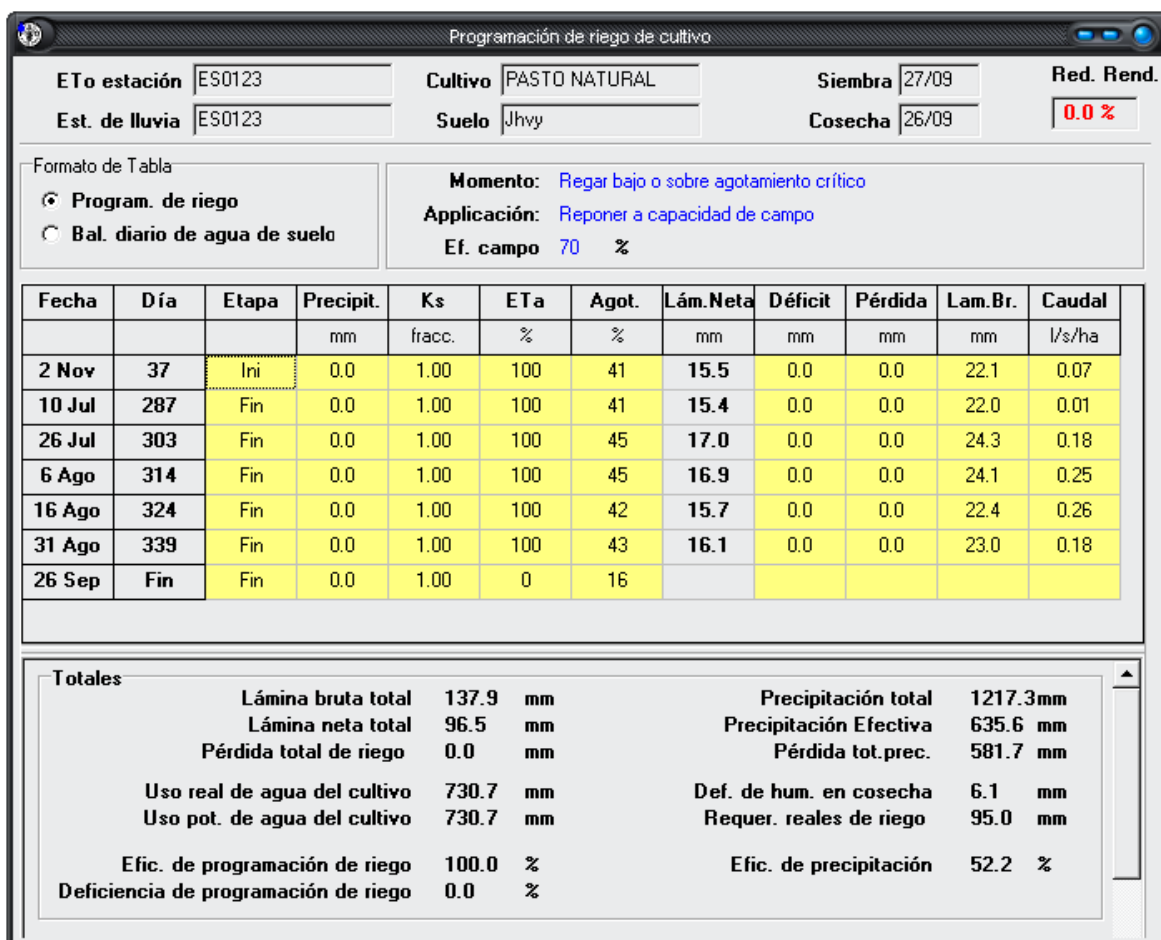 Programación de riego de cultivo
ETo estación ES0123 Cultivo PASTO NATURAL Siembra 27/09 Red. Rend.
Est. de lluvia ES0123 Suelo Jhvy Cosecha 26/09 0.0 %
Formato de Tabla
Program. de riego
Bal. diario de agua de suelo
Momento: Regar bajo o sobre agotamiento crítico
Applicación: Reponer a capacidad de campo
Ef. campo 70 %
Fecha Día Etapa Precipit. Ks ETa Agot. Lám.Neta Déficit Pérdida Lam.Br. Caudal
mm fracc. % % mm mm mm mm l/s/ha
2 Nov 37 Ini 0.0 1.00 100 41 15.5 0.0 0.0 22.1 0.07
10 Jul 287 Fin 0.0 1.00 100 41 15.4 0.0 0.0 22.0 0.01
26 Jul 303 Fin 0.0 1.00 100 45 17.0 0.0 0.0 24.3 0.18
6 Ago 314 Fin 0.0 1.00 100 45 16.9 0.0 0.0 24.1 0.25
16 Ago 324 Fin 0.0 1.00 100 42 15.7 0.0 0.0 22.4 0.26
31 Ago 339 Fin 0.0 1.00 100 43 16.1 0.0 0.0 23.0 0.18
26 Sep Fin Fin 0.0 1.00 0 16
Totales
Lámina bruta total 137.9 mm Precipitación total 1217.3mm
Lámina neta total 96.5 mm Precipitación Efectiva 635.6 mm
Pérdida total de riego 0.0 mm Pérdida tot.prec. 581.7 mm
Uso real de agua del cultivo 730.7 mm Def. de hum. en cosecha 6.1 mm
Uso pot. de agua del cultivo 730.7 mm Requer. reales de riego 95.0 mm
Efic. de programación de riego 100.0 % Efic. de precipitación 52.2 %
Deficiencia de programación de riego 0.0 %